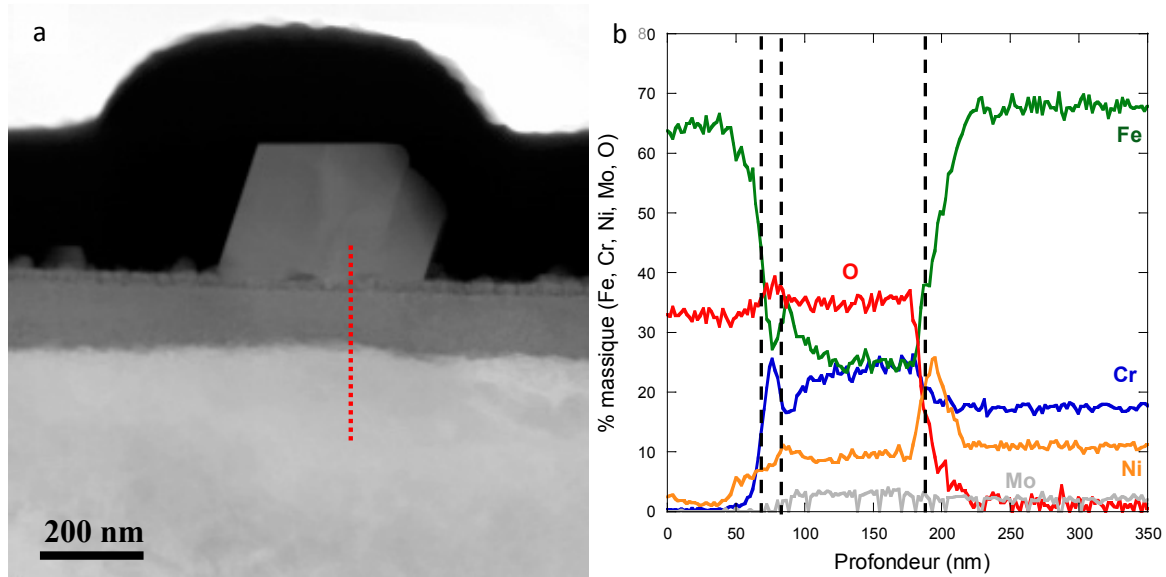 a
200 nm
b
% massique (Fe, Cr, Ni, Mo, O)
80
70
60
50
40
30
20
10
0
Fe
O
Cr
Ni
Mo
0 50 100 150 200 250 300 350
Profondeur (nm)